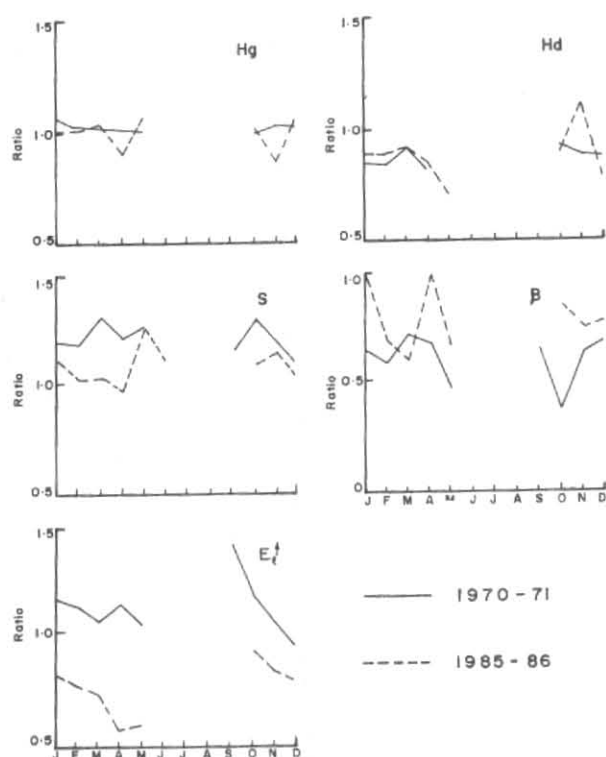 1·5
Hg
Ratio
1·0
0·5
1·5
Hd
Ratio
1·0
0·5
1·5
S
Ratio
1·0
0·5
1·0
β
Ratio
0·5
0
J F M A M J J A S O N D
1·5
E↑ℓ
Ratio
1·0
0·5
J F M A M J J A S O N D
1970-71
1985-86